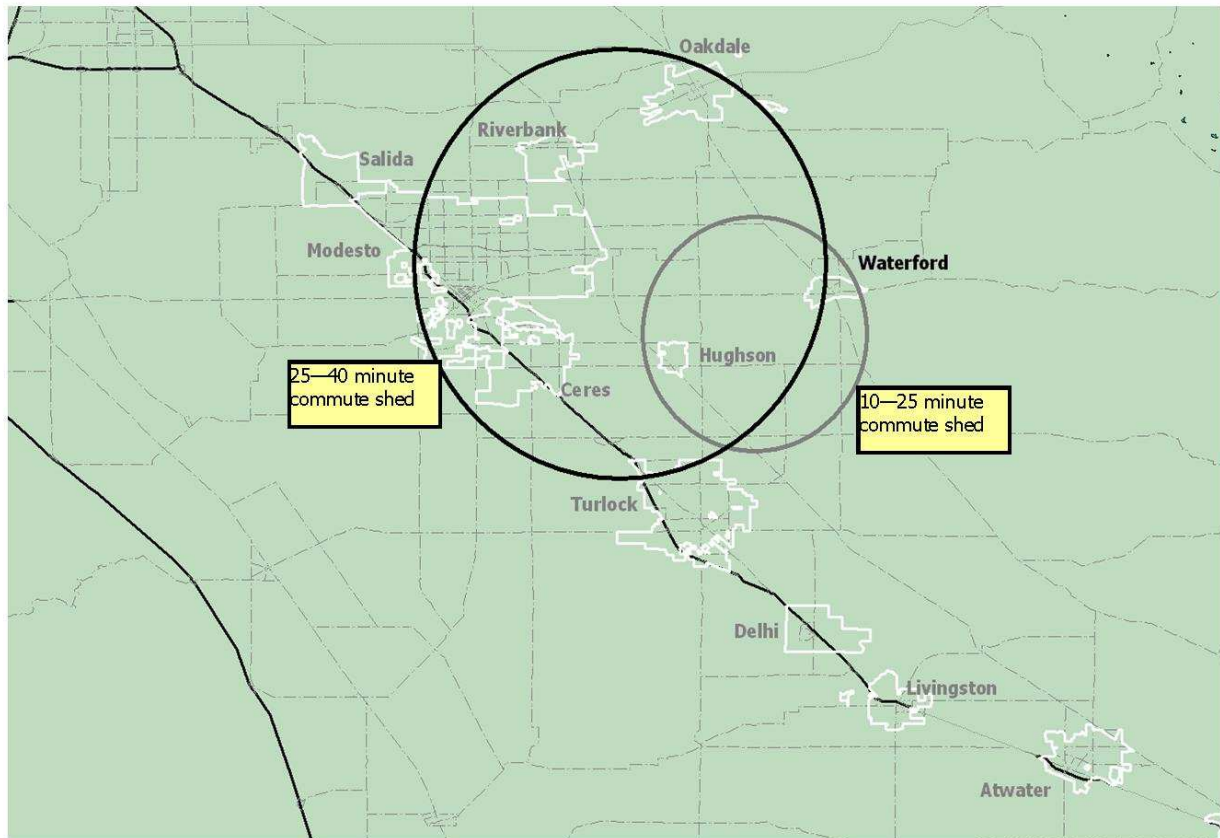 Oakdale
Riverbank
Salida
Modesto
Waterford
Hughson
25—40 minute
commute shed
Ceres
10—25 minute
commute shed
Turlock
Delhi
Livingston
Atwater